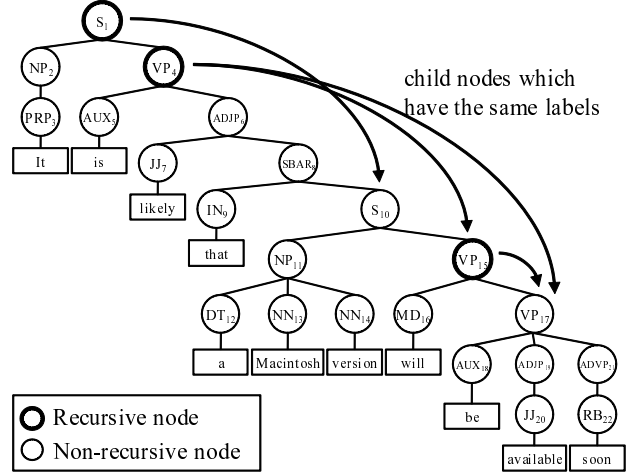 S1
NP2 VP4
child nodes which
have the same labels
PRP3 AUX5 ADJP6
It is JJ7 SBAR8
likely IN9 S10
that
NP11 VP15
DT12 NN13 NN14 MD16 VP17
a Macintosh version will AUX18 ADJP19 ADVP21
be JJ20 RB22
available soon
Recursive node
Non-recursive node